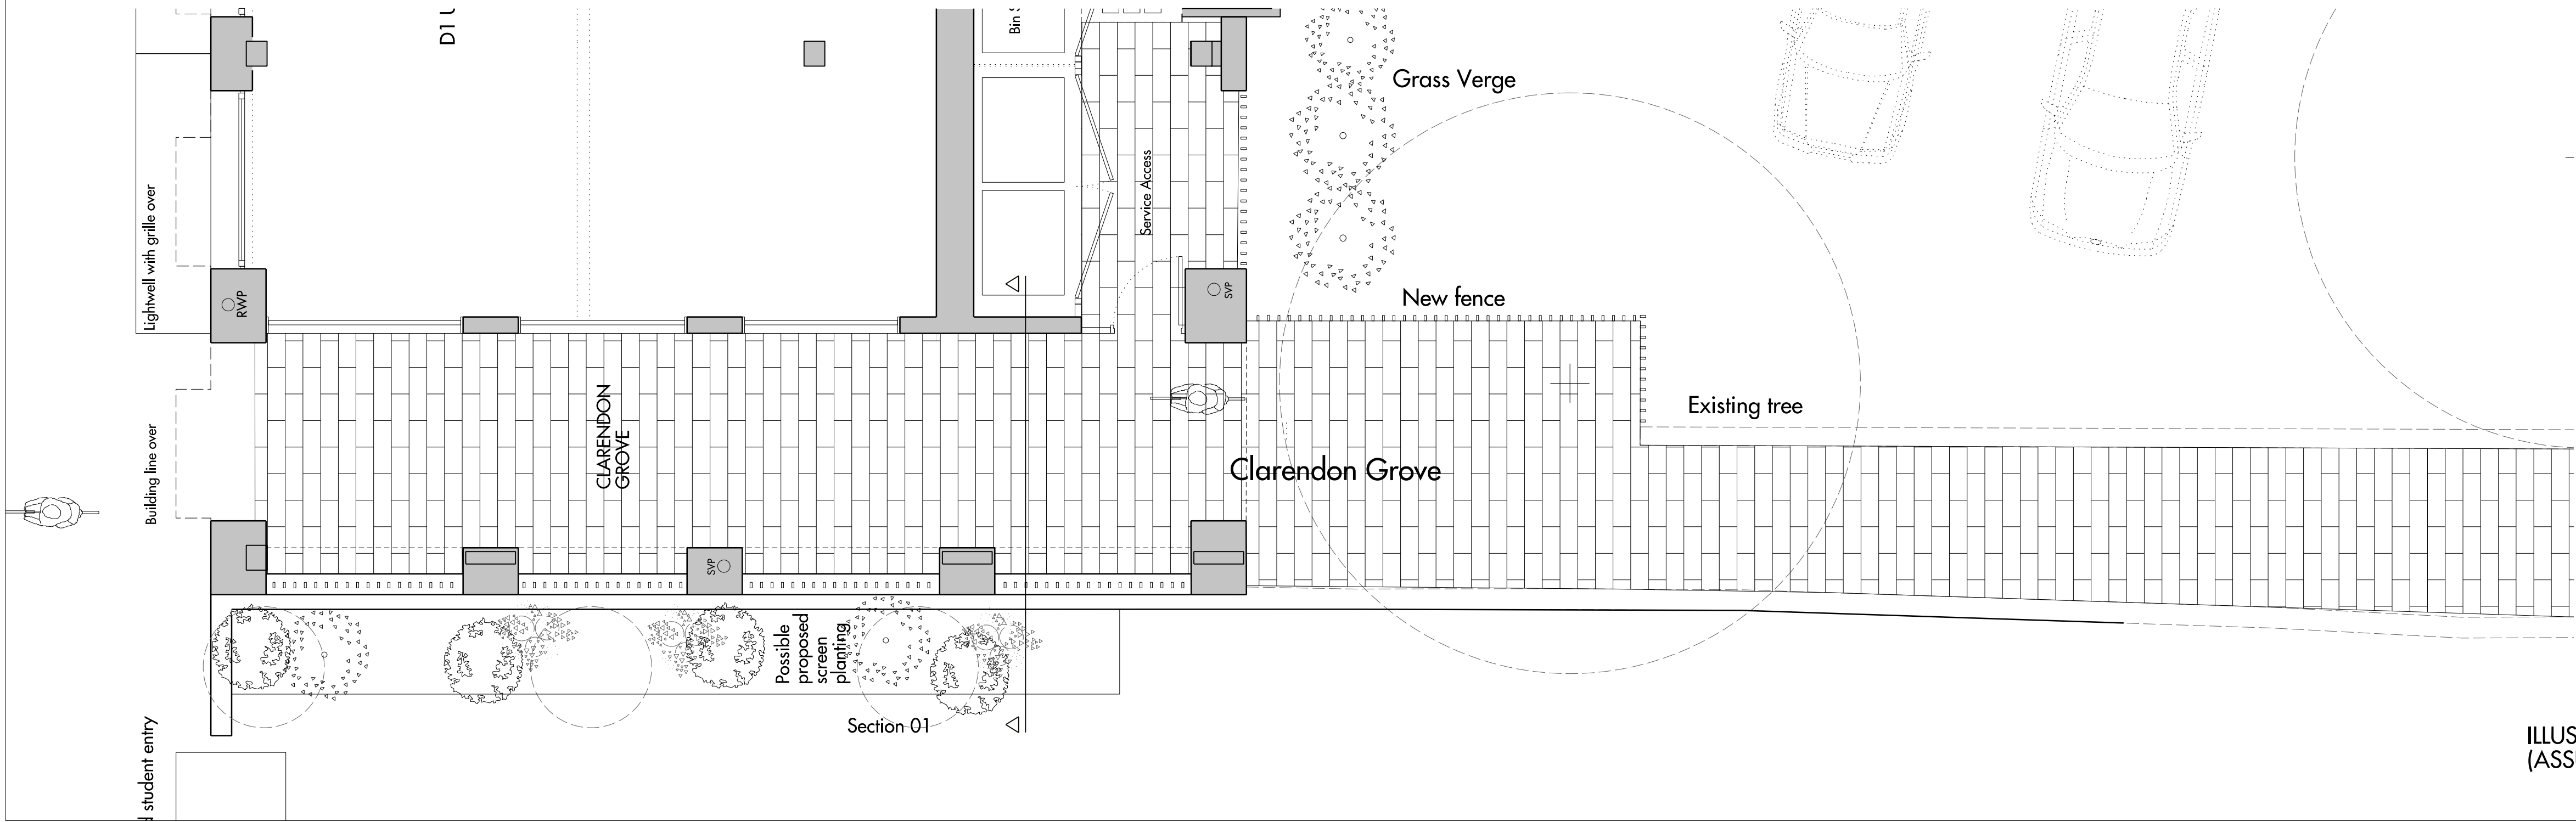 D1
Bin
Grass Verge
Service Access
Lightwell with grille over
RWP
SVP
New fence
Building line over
CLARENDON
GROVE
Existing tree
Clarendon Grove
SVP
Possible
proposed
screen
planting
Section 01
student entry
ILLUS
(ASS